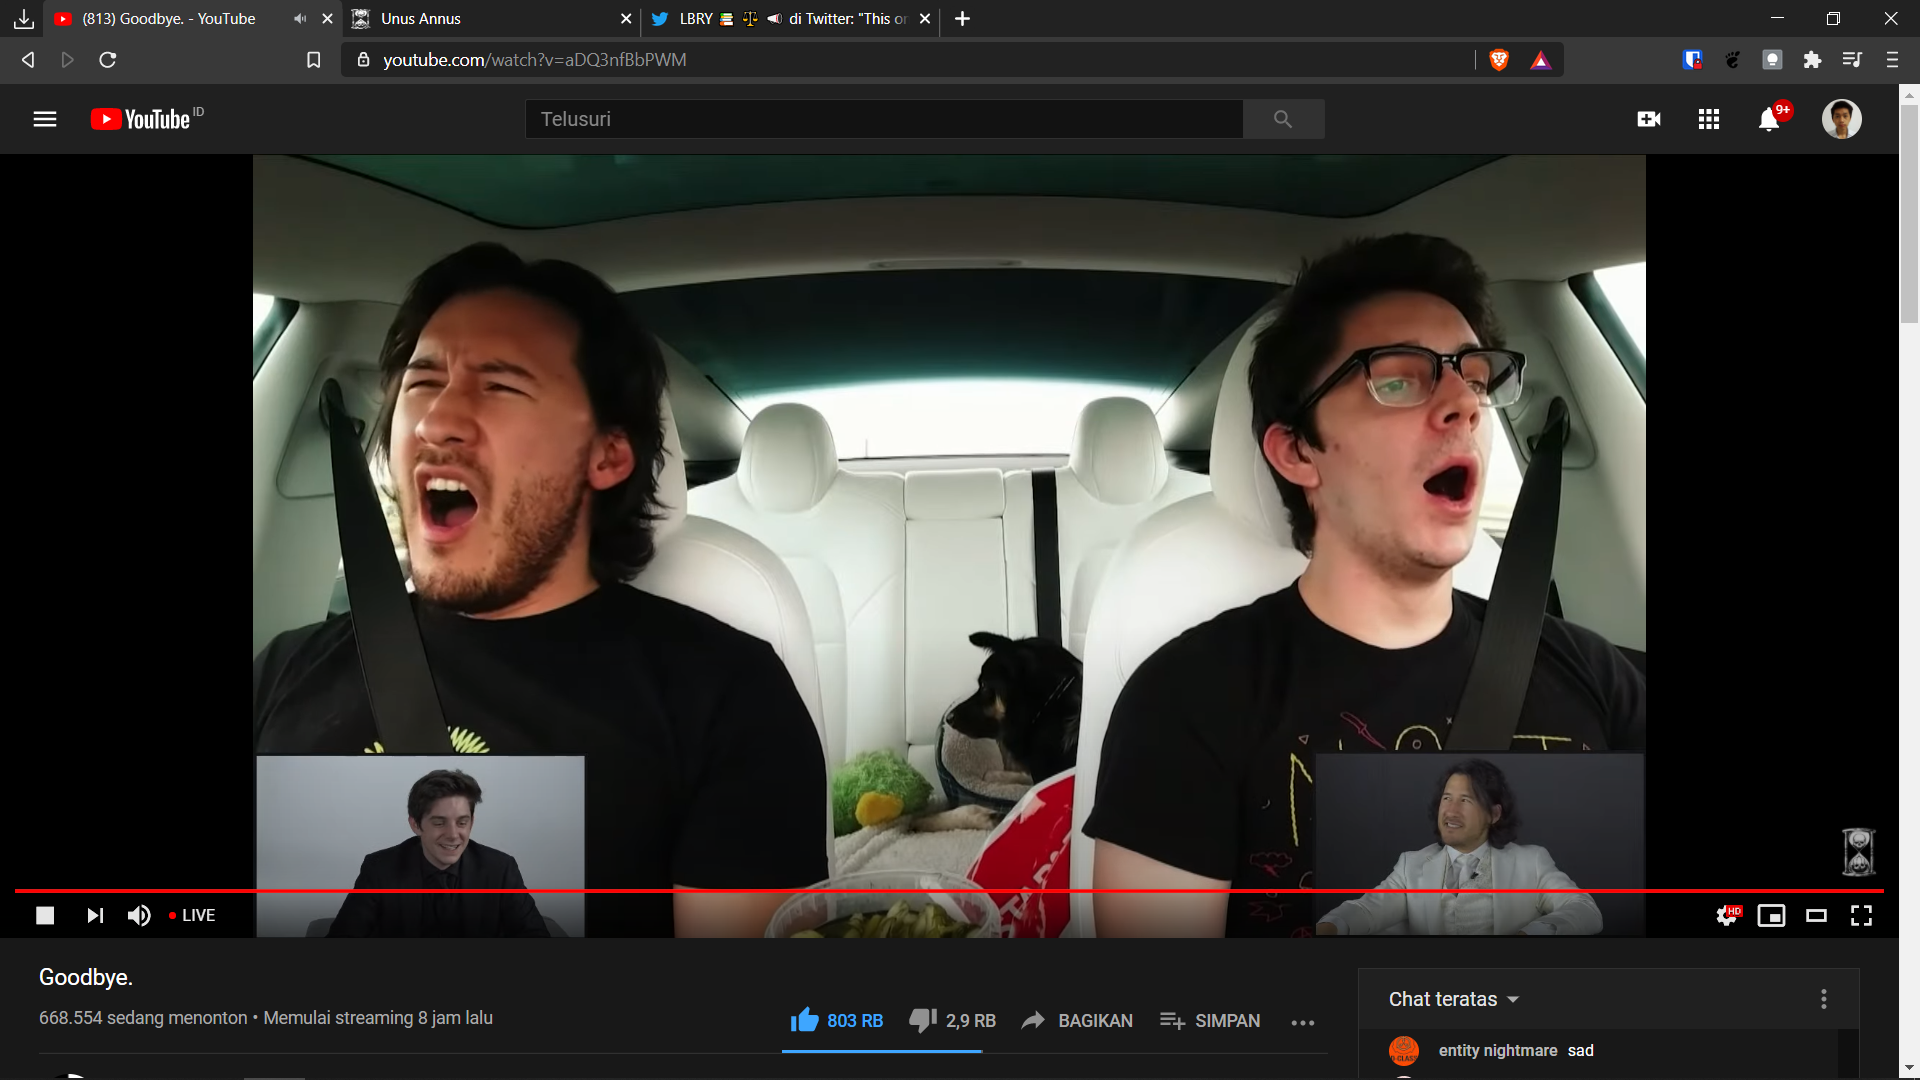 (813) Goodbye. - YouTube
Unus Annus
LBRY 📚 ⚖️ 📢 di Twitter: "This or
youtube.com/watch?v=aDQ3nfBbPWM
YouTube ID
Telusuri
9+
LIVE
HD
Goodbye.
668.554 sedang menonton • Memulai streaming 8 jam lalu
803 RB
2,9 RB
BAGIKAN
SIMPAN
Chat teratas
entity nightmare sad